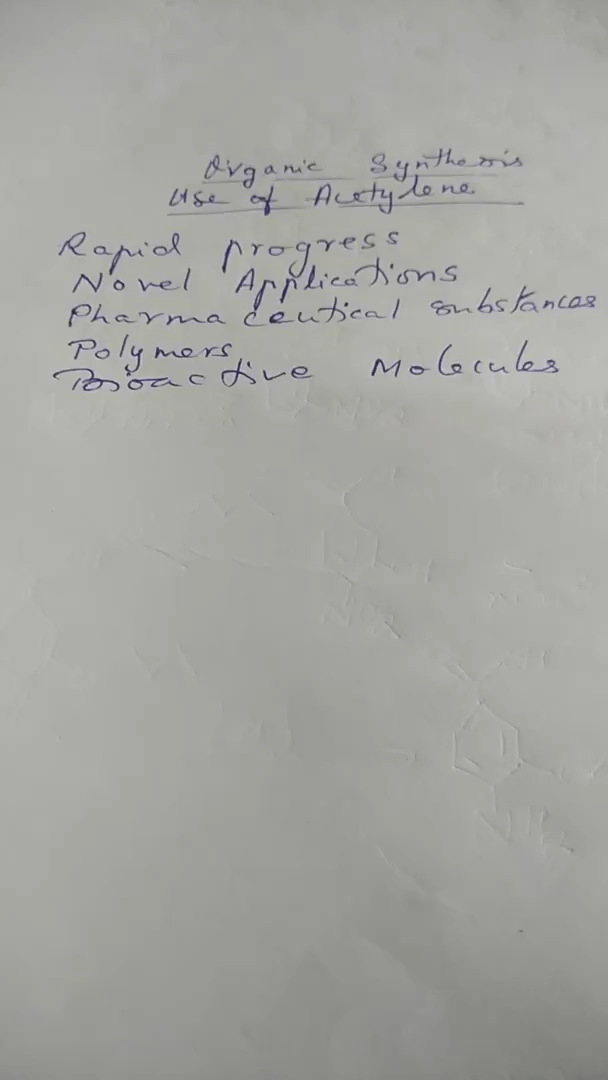 Organic Synthesis
Use of Acetylene
Rapid progress
Novel Applications
Pharmaceutical substances
Polymers
Bioactive Molecules